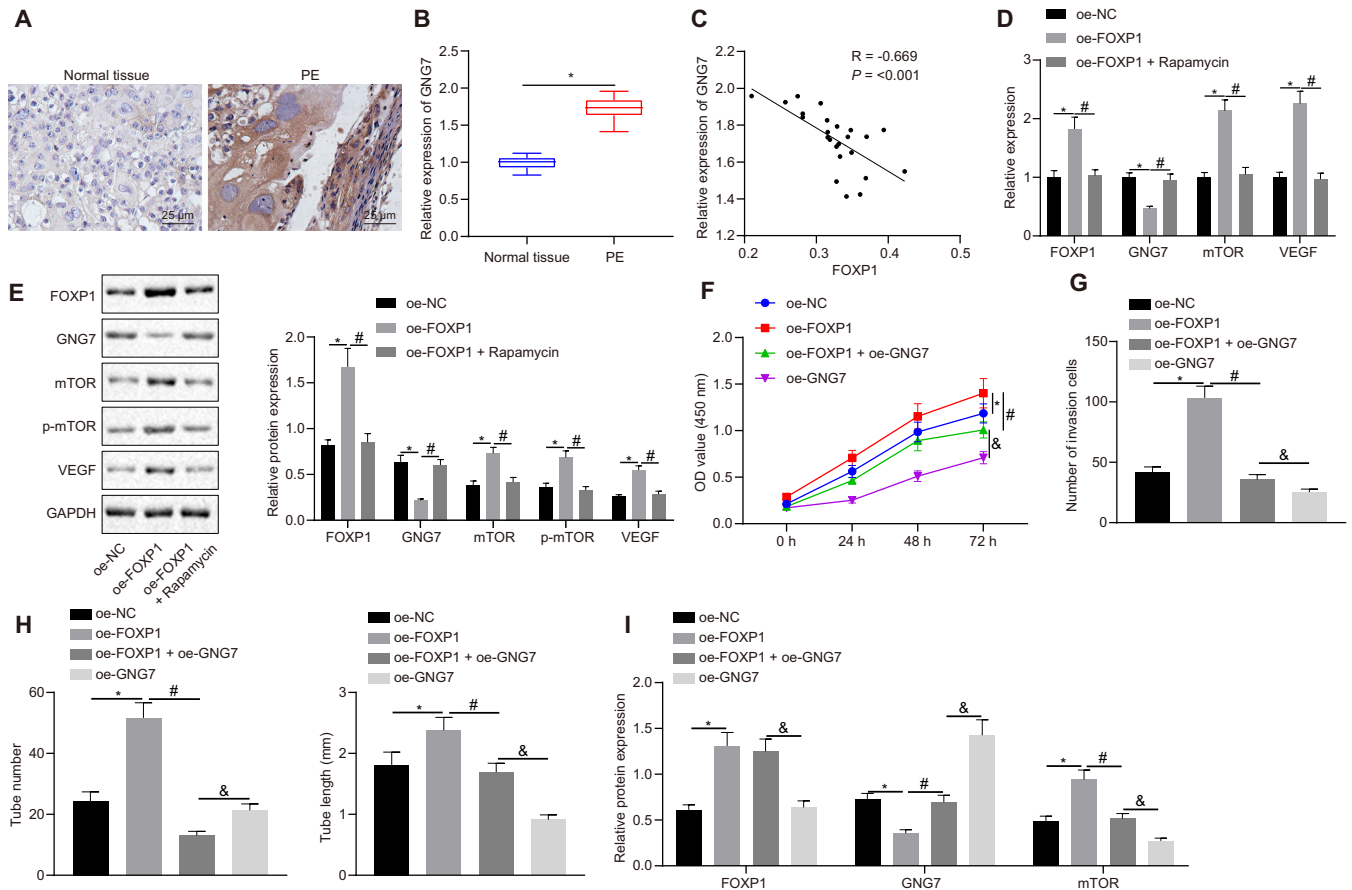 A
Normal tissue
PE
25 µm
25 µm
B
Relative expression of GNG7
2.5
2.0
1.5
1.0
0.5
0.0
*
Normal tissue
PE
C
Relative expression of GNG7
2.2
2.0
1.8
1.6
1.4
1.2
R = -0.669
P = <0.001
0.1
0.2
0.3
0.4
0.5
FOXP1
D
oe-NC
oe-FOXP1
oe-FOXP1 + Rapamycin
Relative expression
3
2
1
0
* #
* #
* #
* #
FOXP1
GNG7
mTOR
VEGF
E
FOXP1
GNG7
mTOR
p-mTOR
VEGF
GAPDH
oe-NC
oe-FOXP1
oe-FOXP1
+ Rapamycin
oe-NC
oe-FOXP1
oe-FOXP1 + Rapamycin
Relative protein expression
2.0
1.5
1.0
0.5
0.0
* #
* #
* #
* #
* #
FOXP1
GNG7
mTOR
p-mTOR
VEGF
F
oe-NC
oe-FOXP1
oe-FOXP1 + oe-GNG7
oe-GNG7
OD value (450 nm)
2.0
1.5
1.0
0.5
0.0
* #
&
0 h
24 h
48 h
72 h
G
oe-NC
oe-FOXP1
oe-FOXP1 + oe-GNG7
oe-GNG7
Number of invasion cells
150
100
50
0
* #
&
H
oe-NC
oe-FOXP1
oe-FOXP1 + oe-GNG7
oe-GNG7
Tube number
60
40
20
0
* #
&
oe-NC
oe-FOXP1
oe-FOXP1 + oe-GNG7
oe-GNG7
Tube length (mm)
3
2
1
0
* #
&
I
oe-NC
oe-FOXP1
oe-FOXP1 + oe-GNG7
oe-GNG7
Relative protein expression
2.0
1.5
1.0
0.5
0.0
* &
* # &
* # &
FOXP1
GNG7
mTOR